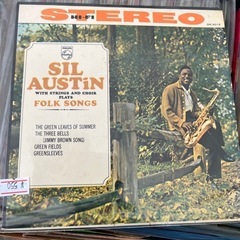 STEREO
HI-FI
PHILIPS
SIL
AUSTIN
WITH STRINGS AND CHOIR
PLAYS
FOLK SONGS
THE GREEN LEAVES OF SUMMER
THE THREE BELLS
(JIMMY BROWN SONG)
GREEN FIELDS
GREENSLEEVES